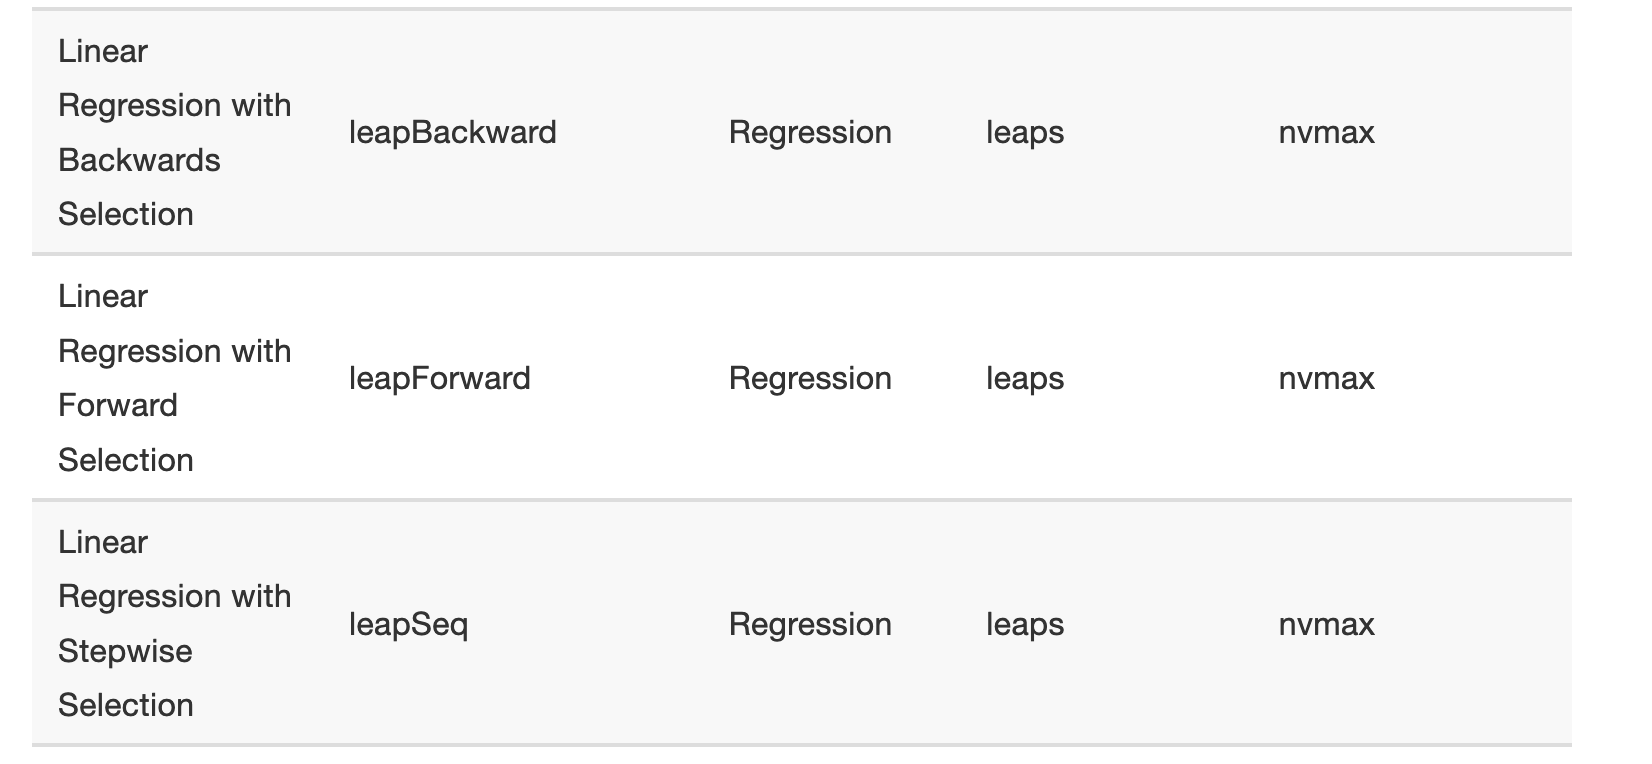 Linear
Regression with
Backwards
Selection
leapBackward
Regression
leaps
nvmax
Linear
Regression with
Forward
Selection
leapForward
Regression
leaps
nvmax
Linear
Regression with
Stepwise
Selection
leapSeq
Regression
leaps
nvmax